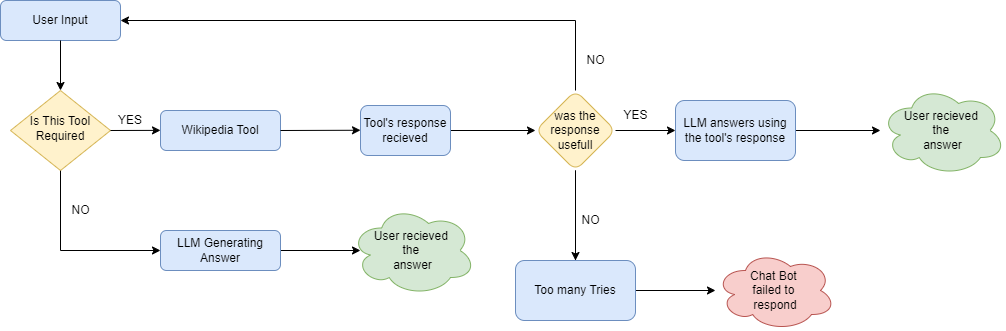 User Input
NO
Is This Tool
Required
YES
Wikipedia Tool
Tool's response
recieved
was the
response
usefull
YES
LLM answers using
the tool's response
User recieved
the
answer
NO
LLM Generating
Answer
User recieved
the
answer
NO
Too many Tries
Chat Bot
failed to
respond